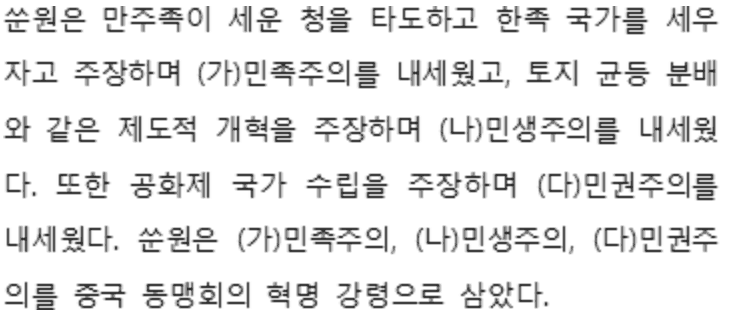 쑨원은 만주족이 세운 청을 타도하고 한족 국가를 세우
자고 주장하며 (가)민족주의를 내세웠고, 토지 균등 분배
와 같은 제도적 개혁을 주장하며 (나)민생주의를 내세웠
다. 또한 공화제 국가 수립을 주장하며 (다)민권주의를
내세웠다. 쑨원은 (가)민족주의, (나)민생주의, (다)민권주
의를 중국 동맹회의 혁명 강령으로 삼았다.